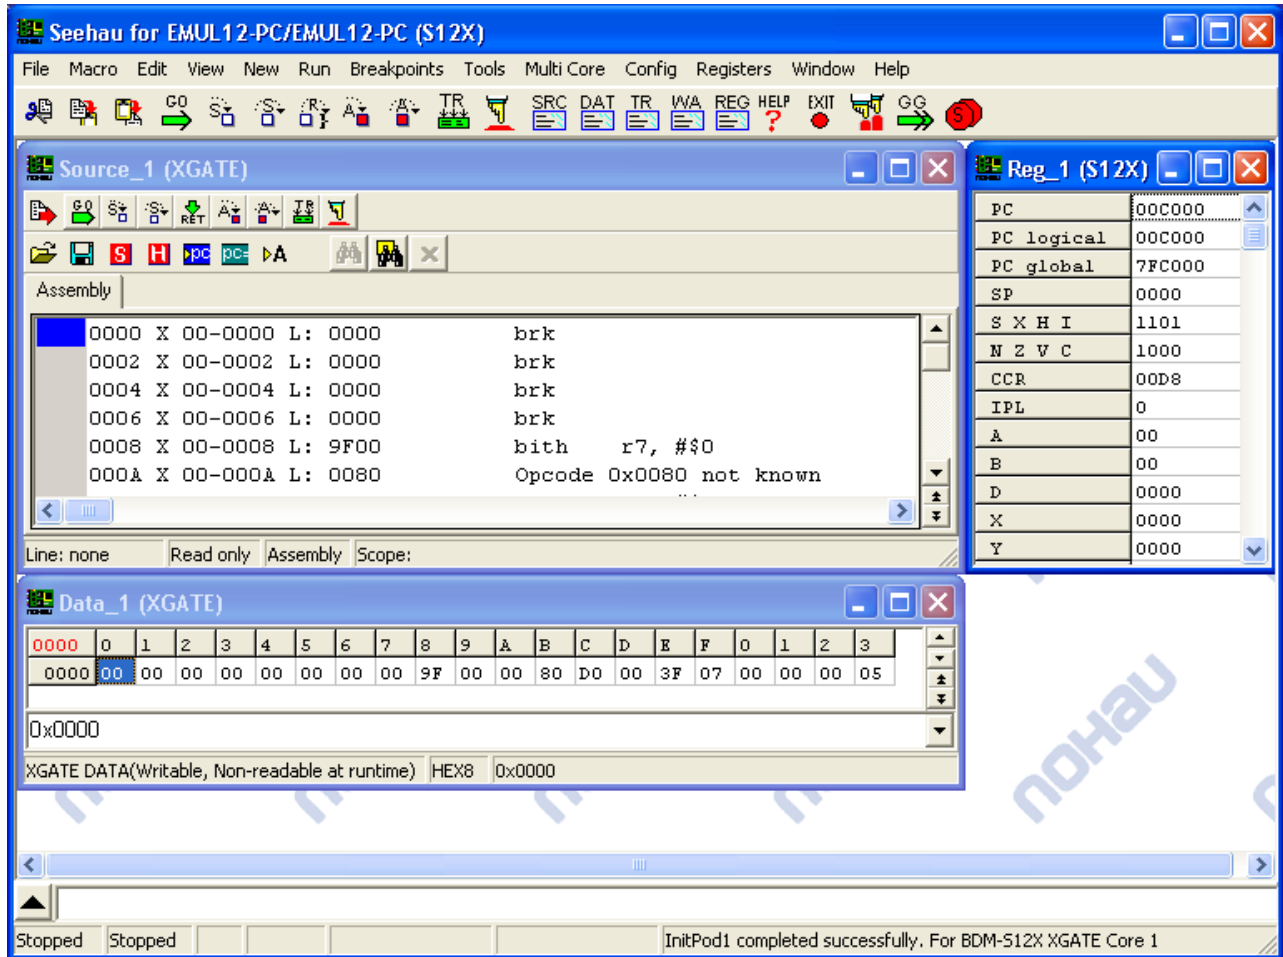 Seehau for EMUL12-PC/EMUL12-PC (S12X)
File Macro Edit View New Run Breakpoints Tools Multi Core Config Registers Window Help
GO S S R A A TR SRC DAT TR WA REG HELP ? EXIT GG S
Source_1 (XGATE)
GO S S RET A A TR
S H PC PC= A
Assembly
0000 X 00-0000 L: 0000 brk
0002 X 00-0002 L: 0000 brk
0004 X 00-0004 L: 0000 brk
0006 X 00-0006 L: 0000 brk
0008 X 00-0008 L: 9F00 bith r7, #$0
000A X 00-000A L: 0080 Opcode 0x0080 not known
Line: none Read only Assembly Scope:
Reg_1 (S12X)
PC 00C000
PC logical 00C000
PC global 7FC000
SP 0000
S X H I 1101
N Z V C 1000
CCR 00D8
IPL 0
A 00
B 00
D 0000
X 0000
Y 0000
Data_1 (XGATE)
0000 0 1 2 3 4 5 6 7 8 9 A B C D E F 0 1 2 3
0000 00 00 00 00 00 00 00 00 9F 00 00 80 D0 00 3F 07 00 00 00 05
0x0000
XGATE DATA(Writable, Non-readable at runtime) HEX8 0x0000
nohau
Stopped Stopped InitPod1 completed successfully. For BDM-S12X XGATE Core 1